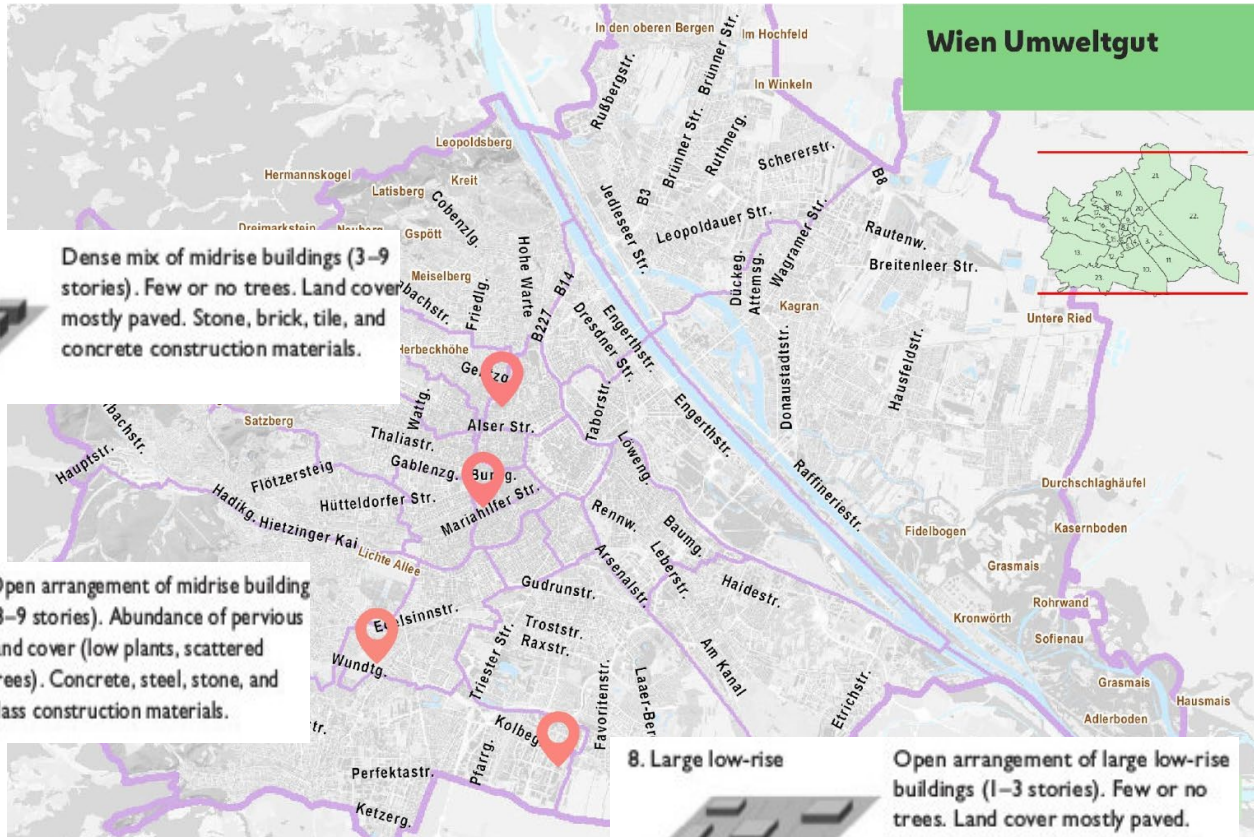 Wien Umweltgut
In den oberen Bergen
Im Hochfeld
Brünner Str.
Rußbergstr.
In Winkeln
Brünner Str.
Ruthnerg.
Schererstr.
Leopoldsberg
Hermannskogel
Kreit
Latisberg
Cobenzlg.
Jedleseer Str.
B3
B8
Leopoldauer Str.
Wagramer Str.
Rautenw.
Breitenleer Str.
Gspött
Hohe Warte
Meiselberg
Friedlg.
B14
B227
Dückeg.
Attemsg.
Kagran
Untere Ried
Dense mix of midrise buildings (3–9
stories). Few or no trees. Land cover
mostly paved. Stone, brick, tile, and
concrete construction materials.
Dresdner Str.
Engerthstr.
Donaustadtstr.
Hausfeldstr.
Wattg.
Alser Str.
Taborstr.
Engerthstr.
Satzberg
Thaliastr.
Gablenzg.
Löweng.
Hauptstr.
Flötzersteig
Hütteldorfer Str.
Mariahilfer Str.
Raffineriestr.
Durchschlaghäufel
Hadikg.
Hietzinger Kai
Lichte Allee
Rennw.
Baumg.
Leberstr.
Arsenalstr.
Haidestr.
Fidelbogen
Kasernboden
Grasmais
Rohrwand
Kronwörth
Sofienau
Gudrunstr.
Troststr.
Raxstr.
Wundtg.
Triester Str.
Am Kanal
Grasmais
Hausmais
Adlerboden
Open arrangement of midrise building
3–9 stories). Abundance of pervious
and cover (low plants, scattered
rees). Concrete, steel, stone, and
lass construction materials.
Favoritenstr.
Laaer-Ber
Etrichstr.
Pfarrg.
Perfektastr.
Ketzerg.
8. Large low-rise
Open arrangement of large low-rise
buildings (1–3 stories). Few or no
trees. Land cover mostly paved.